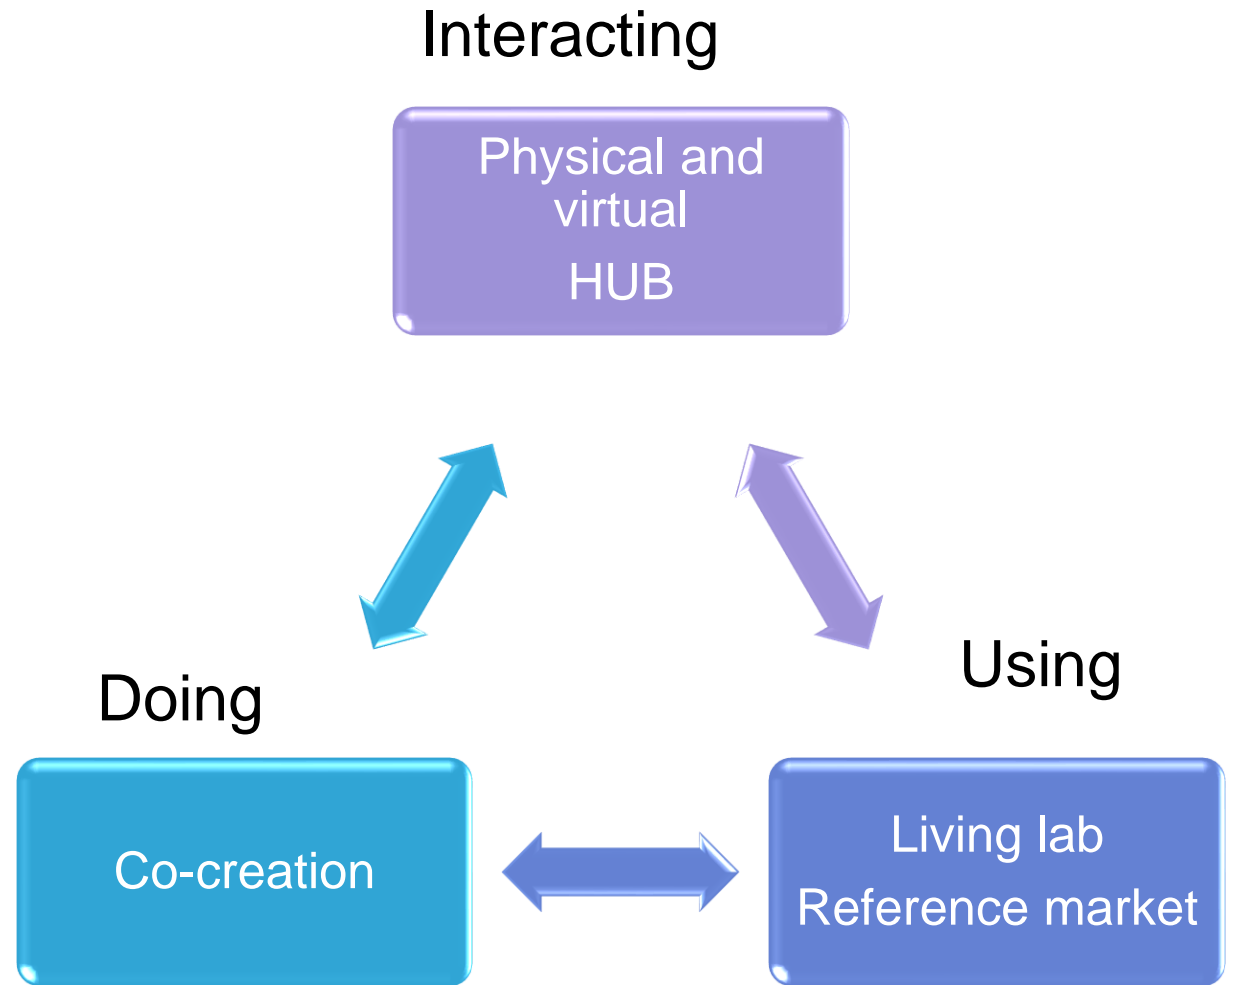 Interacting
Physical and
virtual
HUB
Doing
Using
Co-creation
Living lab
Reference market